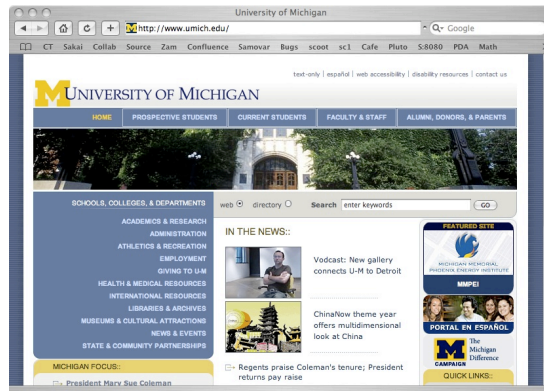 University of Michigan
http://www.umich.edu/
Google
CT Sakai Collab Source Zam Confluence Samovar Bugs scoot sc1 Cafe Pluto S:8080 PDA Math
text-only | español | web accessibility | disability resources | contact us
M UNIVERSITY OF MICHIGAN
HOME PROSPECTIVE STUDENTS CURRENT STUDENTS FACULTY & STAFF ALUMNI, DONORS, & PARENTS
SCHOOLS, COLLEGES, & DEPARTMENTS
ACADEMICS & RESEARCH
ADMINISTRATION
ATHLETICS & RECREATION
EMPLOYMENT
GIVING TO U-M
HEALTH & MEDICAL RESOURCES
INTERNATIONAL RESOURCES
LIBRARIES & ARCHIVES
MUSEUMS & CULTURAL ATTRACTIONS
NEWS & EVENTS
STATE & COMMUNITY PARTNERSHIPS
MICHIGAN FOCUS::
President Mary Sue Coleman
web directory Search enter keywords GO
IN THE NEWS::
Vodcast: New gallery
connects U-M to Detroit
ChinaNow theme year
offers multidimensional
look at China
Regents praise Coleman's tenure; President
returns pay raise
FEATURED SITE
MICHIGAN MEMORIAL
PHOENIX ENERGY INSTITUTE
MMPEI
PORTAL EN ESPAÑOL
M
CAMPAIGN
The
Michigan
Difference
QUICK LINKS::